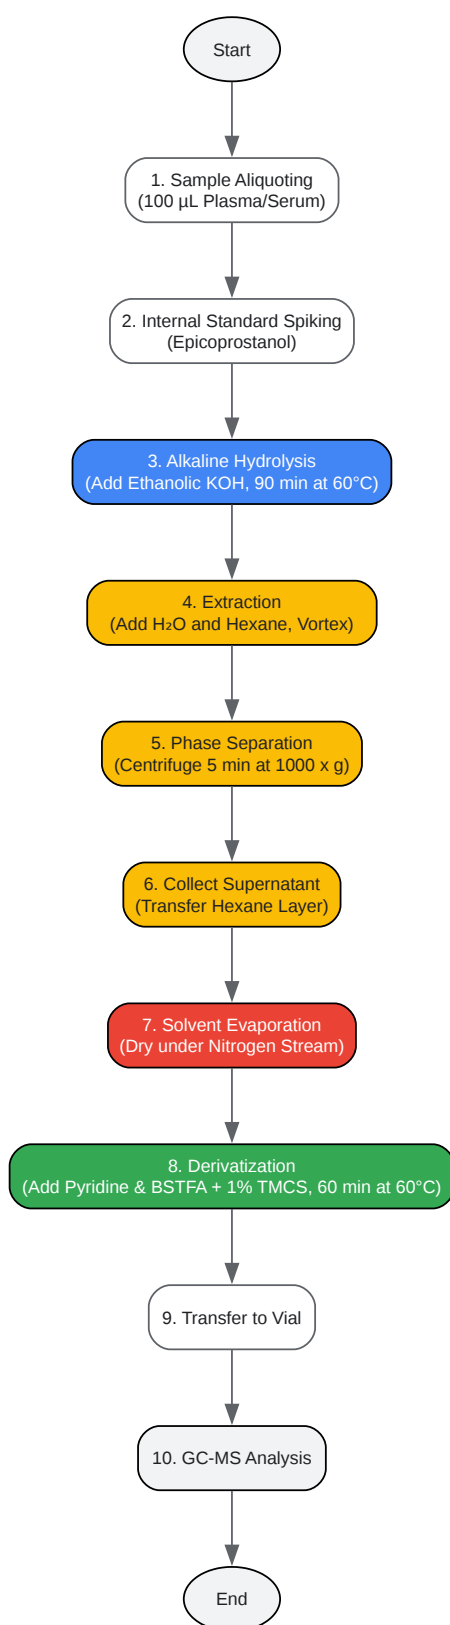 Start
1. Sample Aliquoting
(100 µL Plasma/Serum)
2. Internal Standard Spiking
(Epicoprostanol)
3. Alkaline Hydrolysis
(Add Ethanolic KOH, 90 min at 60°C)
4. Extraction
(Add H₂O and Hexane, Vortex)
5. Phase Separation
(Centrifuge 5 min at 1000 x g)
6. Collect Supernatant
(Transfer Hexane Layer)
7. Solvent Evaporation
(Dry under Nitrogen Stream)
8. Derivatization
(Add Pyridine & BSTFA + 1% TMCS, 60 min at 60°C)
9. Transfer to Vial
10. GC-MS Analysis
End